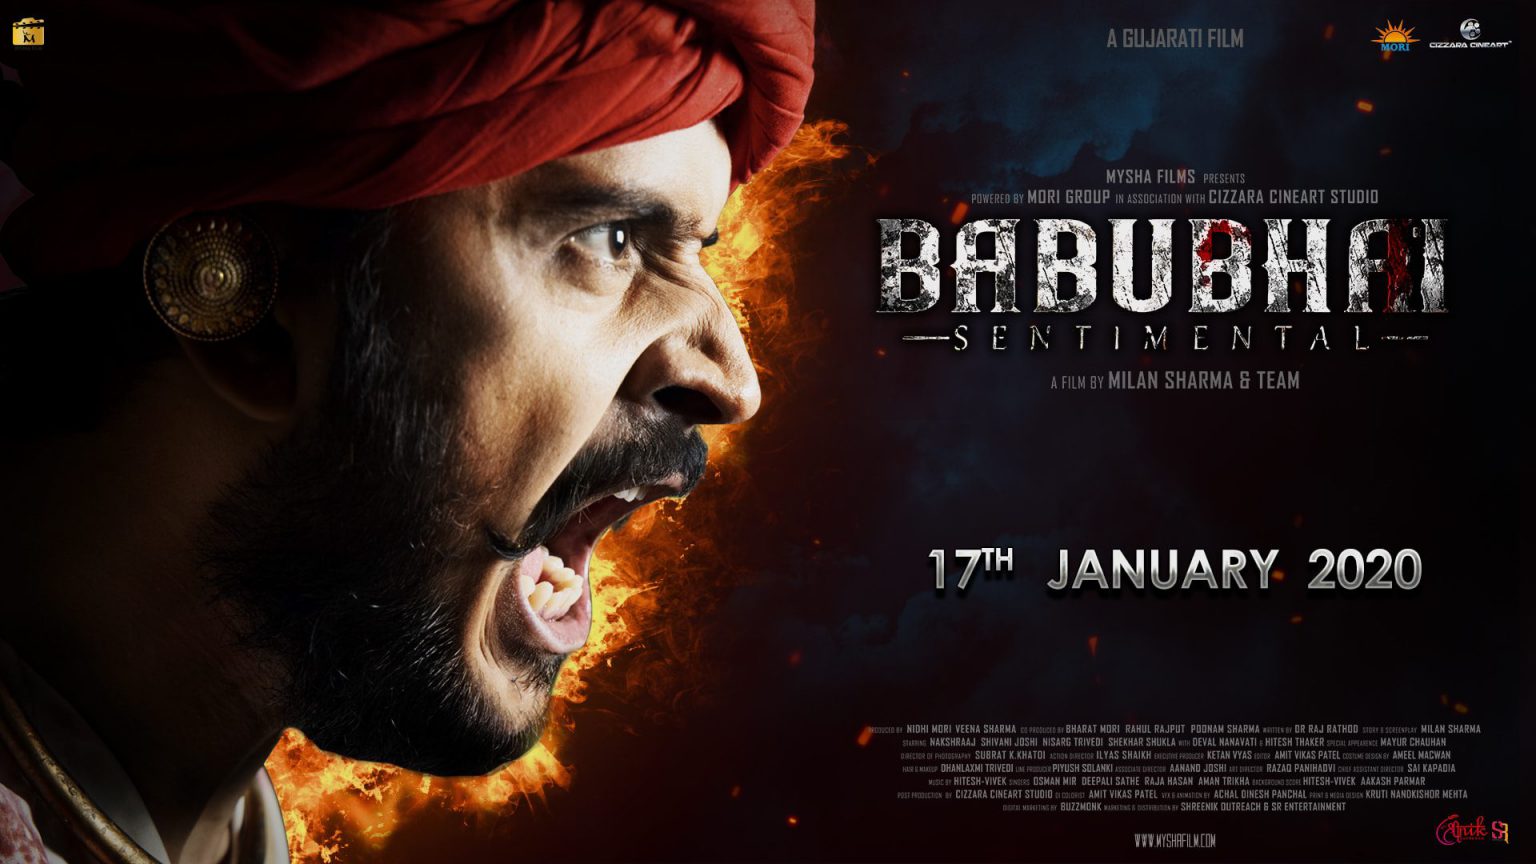 M
A GUJARATI FILM
MORI
CIZZARA CINEART
MYSHA FILMS PRESENTS
POWERED BY MORI GROUP IN ASSOCIATION WITH CIZZARA CINEART STUDIO
BABUBHAI
SENTIMENTAL
A FILM BY MILAN SHARMA & TEAM
17TH JANUARY 2020
PRODUCED BY NIDHI MORI VEENA SHARMA CO PRODUCED BY BHARAT MORI RAHUL RAJPUT POONAM SHARMA WRITTEN BY DR RAJ RATHOD STORY & SCREENPLAY MILAN SHARMA
STARRING NAKSHRAAJ SHIVANI JOSHI NISARG TRIVEDI SHEKHAR SHUKLA WITH DEVAL NANAVATI & HITESH THAKER SPECIAL APPEARENCE MAYUR CHAUHAN
DIRECTOR OF PHOTOGRAPHY SUBRAT K.KHATOI ACTION DIRECTOR ILYAS SHAIKH EXECUTIVE PRODUCER KETAN VYAS EDITOR AMIT VIKAS PATEL COSTUME DESIGN BY AMEEL MACWAN
HAIR & MAKEUP DHANLAXMI TRIVEDI LINE PRODUCER PIYUSH SOLANKI ASSOCIATE DIRECTOR AANAND JOSHI ART DIRECTOR RAZAQ PANIHADVI CHIEF ASSISTANT DIRECTOR SAI KAPADIA
MUSIC BY HITESH-VIVEK SINGERS OSMAN MIR DEEPALI SATHE RAJA HASAN AMAN TRIKHA BACKGROUND SCORE HITESH-VIVEK AAKASH PARMAR
POST PRODUCTION BY CIZZARA CINEART STUDIO DI COLORIST AMIT VIKAS PATEL VFX & ANIMATION BY ACHAL DINESH PANCHAL PRINT & MEDIA DESIGN KRUTI NANDKISHOR MEHTA
DIGITAL MARKETING BY BUZZMONK MARKETING & DISTRIBUTION BY SHREENIK OUTREACH & SR ENTERTAINMENT
WWW.MYSHAFILM.COM